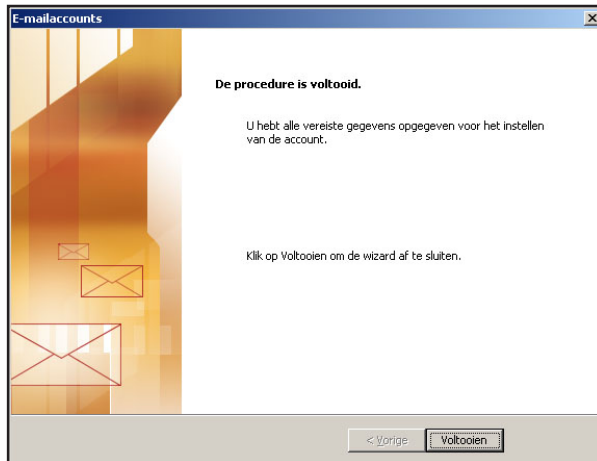 E-mailaccounts
De procedure is voltooid.
U hebt alle vereiste gegevens opgegeven voor het instellen
van de account.
Klik op Voltooien om de wizard af te sluiten.
< Vorige
Voltooien